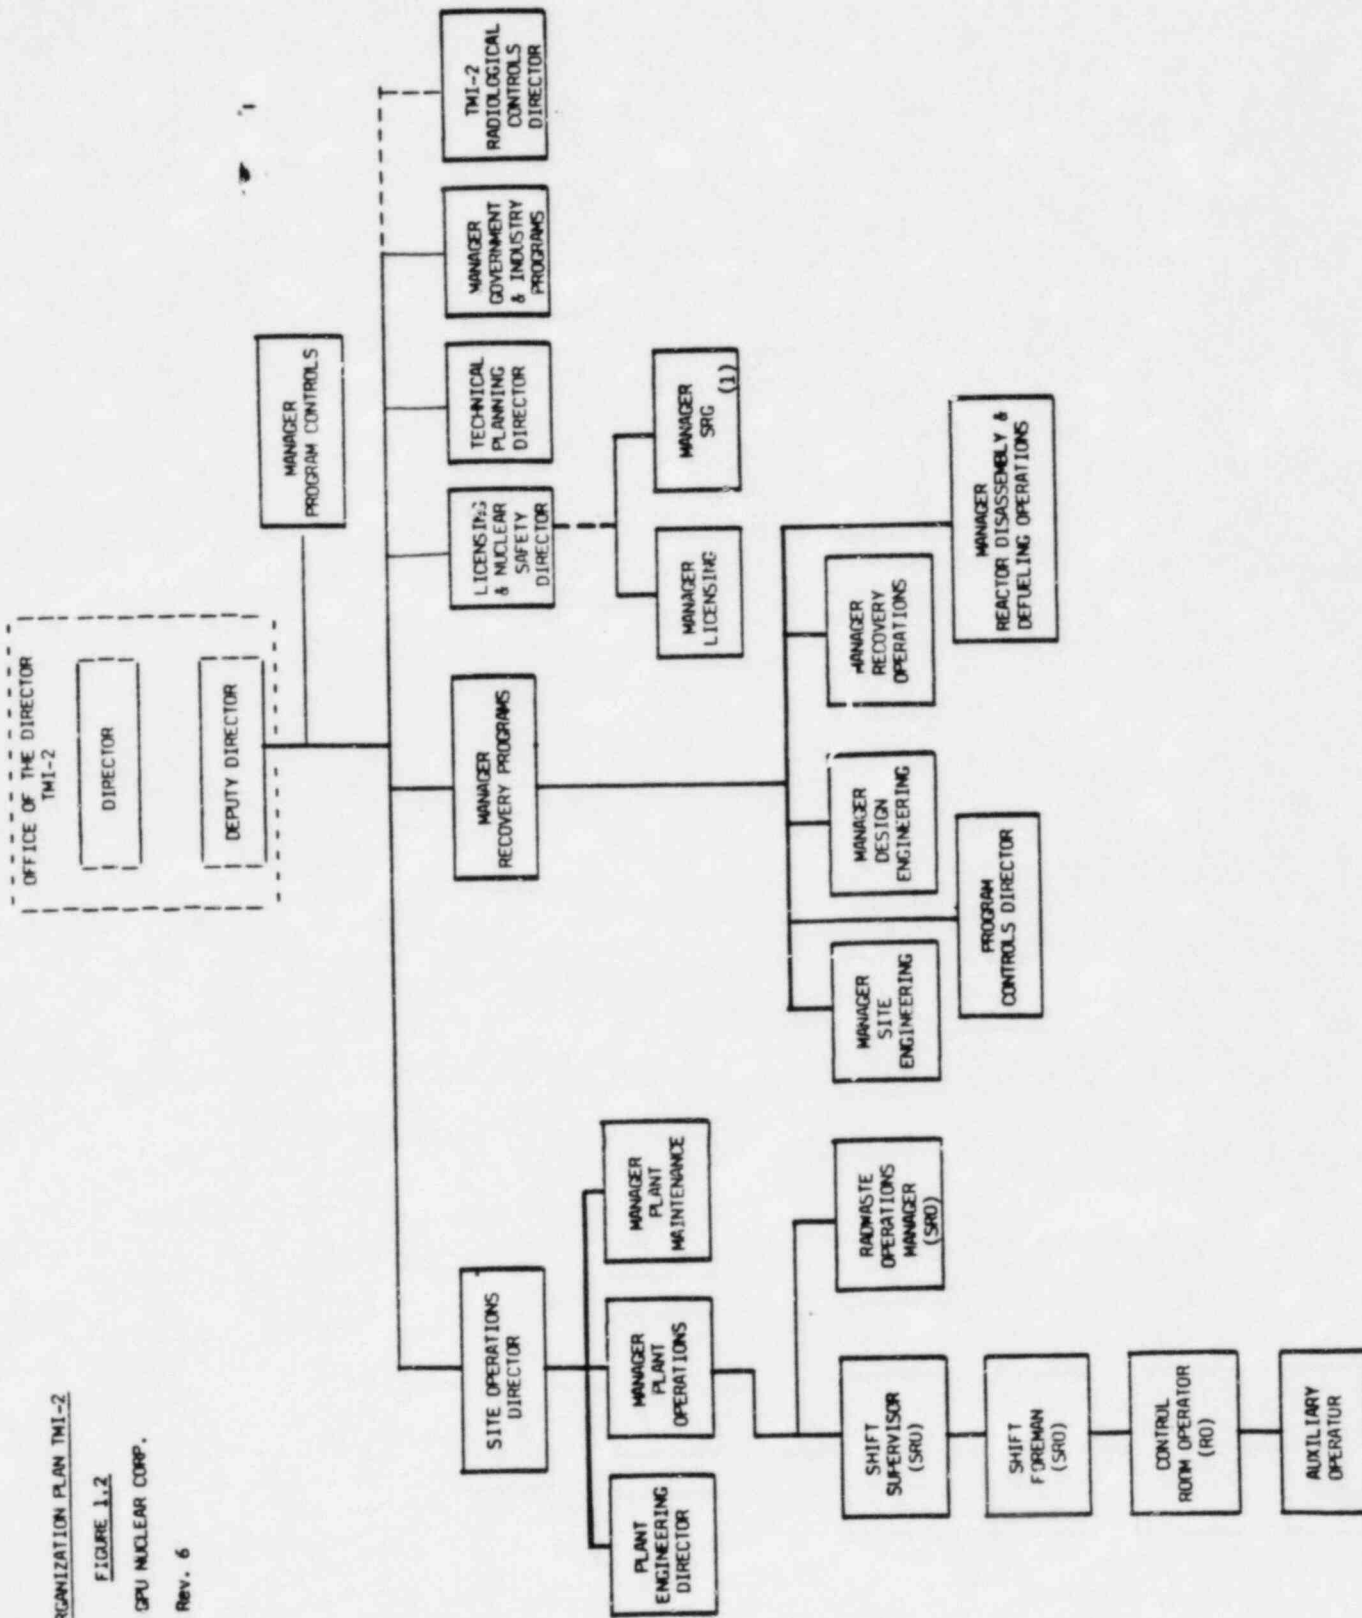 RGANIZATION PLAN TMI-2
FIGURE 1.2
GPU NUCLEAR CORP.
Rev. 6
OFFICE OF THE DIRECTOR
TMI-2
DIRECTOR
DEPUTY DIRECTOR
MANAGER
PROGRAM CONTROLS
SITE OPERATIONS
DIRECTOR
MANAGER
RECOVERY PROGRAMS
LICENSING
& NUCLEAR
SAFETY
DIRECTOR
TECHNICAL
PLANNING
DIRECTOR
MANAGER
GOVERNMENT
& INDUSTRY
PROGRAMS
TMI-2
RADIOLOGICAL
CONTROLS
DIRECTOR
PLANT
ENGINEERING
DIRECTOR
MANAGER
PLANT
OPERATIONS
MANAGER
PLANT
MAINTENANCE
MANAGER
LICENSING
MANAGER
SRG
(1)
SHIFT
SUPERVISOR
(SRO)
RADWASTE
OPERATIONS
MANAGER
(SRO)
MANAGER
SITE
ENGINEERING
MANAGER
DESIGN
ENGINEERING
MANAGER
RECOVERY
OPERATIONS
PROGRAM
CONTROLS DIRECTOR
MANAGER
REACTOR DISASSEMBLY &
DEFUELING OPERATIONS
SHIFT
FOREMAN
(SRO)
CONTROL
ROOM OPERATOR
(RO)
AUXILIARY
OPERATOR